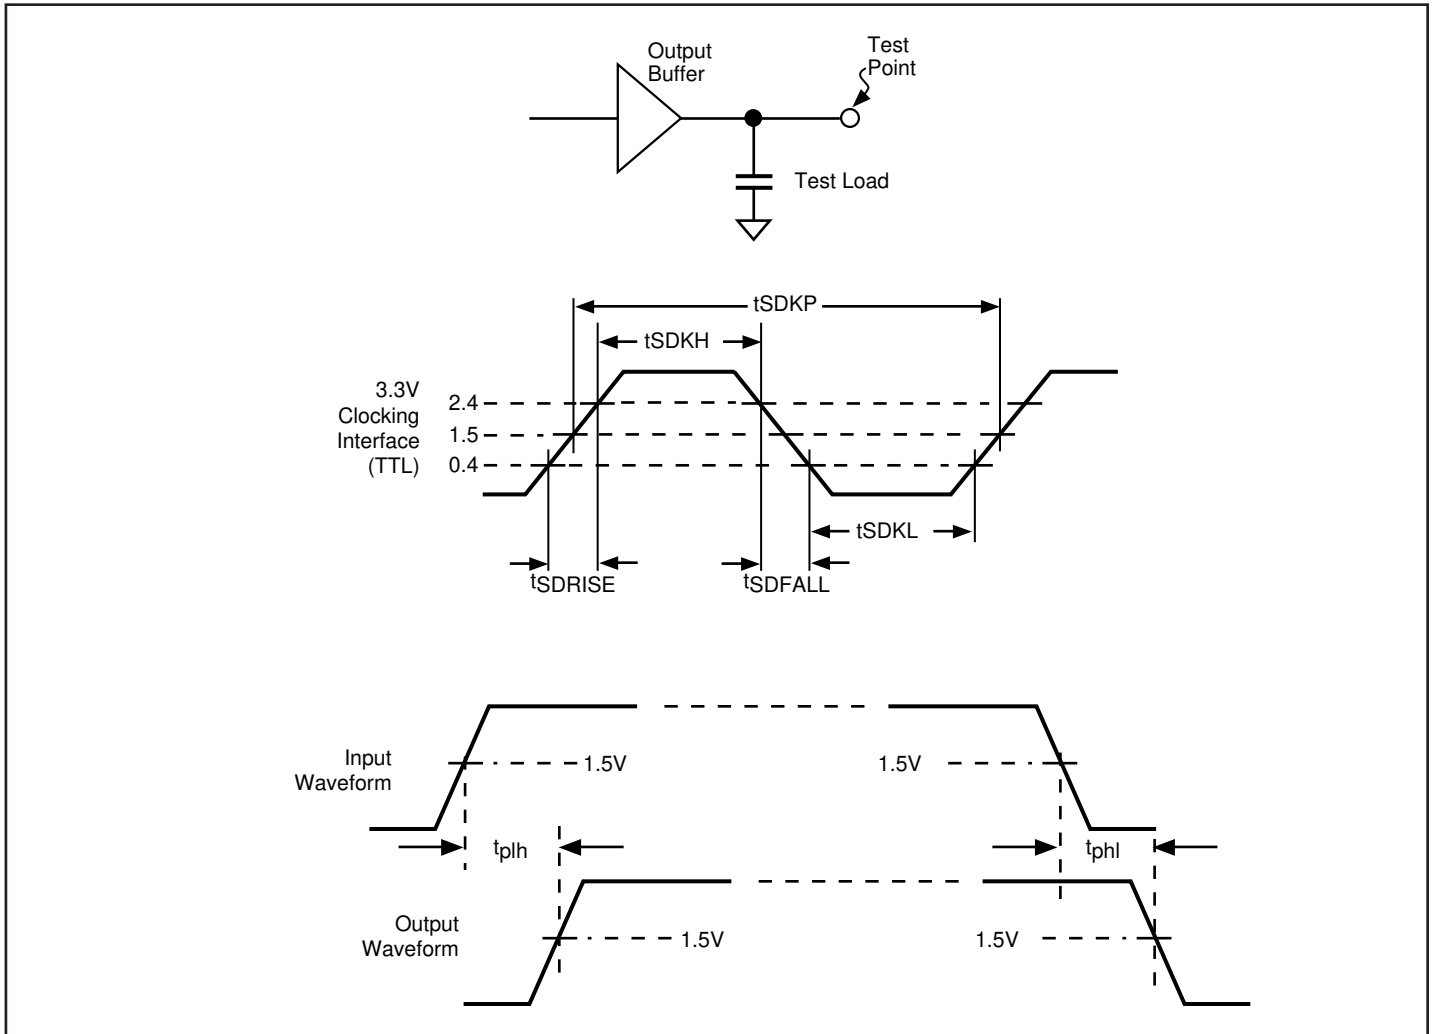 Output
Buffer
Test
Point
Test Load
tSDKP
tSDKH
3.3V
Clocking
Interface
(TTL)
2.4
1.5
0.4
tSDKL
tSDRISE
tSDFALL
Input
Waveform
1.5V
1.5V
tplh
tphl
Output
Waveform
1.5V
1.5V